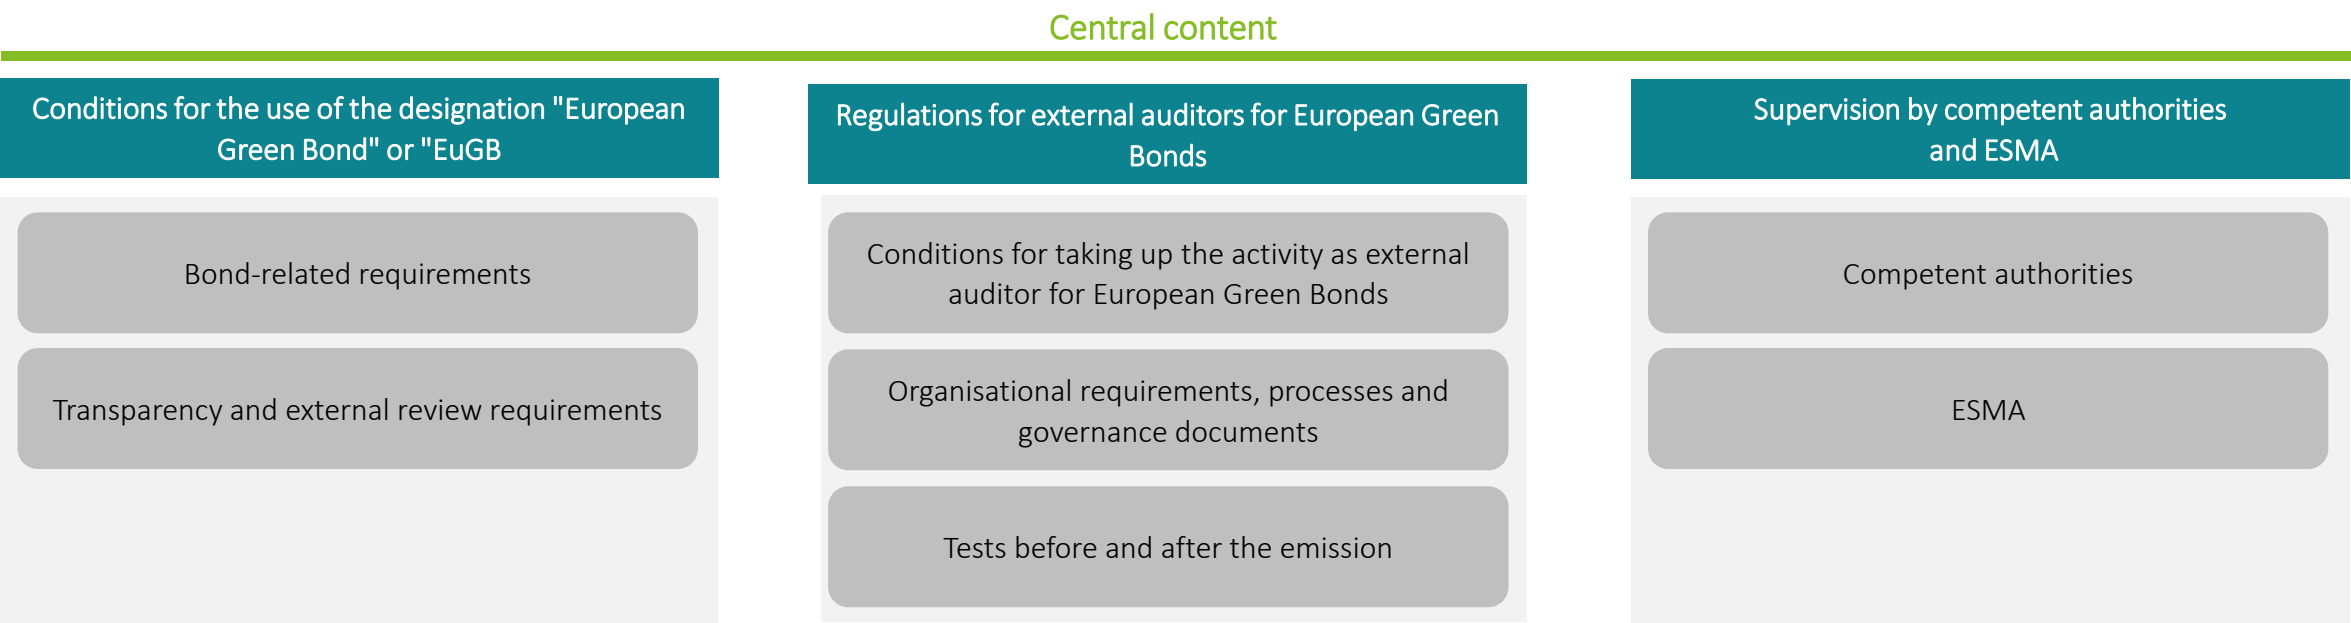 Central content
Conditions for the use of the designation "European
Green Bond" or "EuGB
Bond-related requirements
Transparency and external review requirements
Regulations for external auditors for European Green
Bonds
Conditions for taking up the activity as external
auditor for European Green Bonds
Organisational requirements, processes and
governance documents
Tests before and after the emission
Supervision by competent authorities
and ESMA
Competent authorities
ESMA